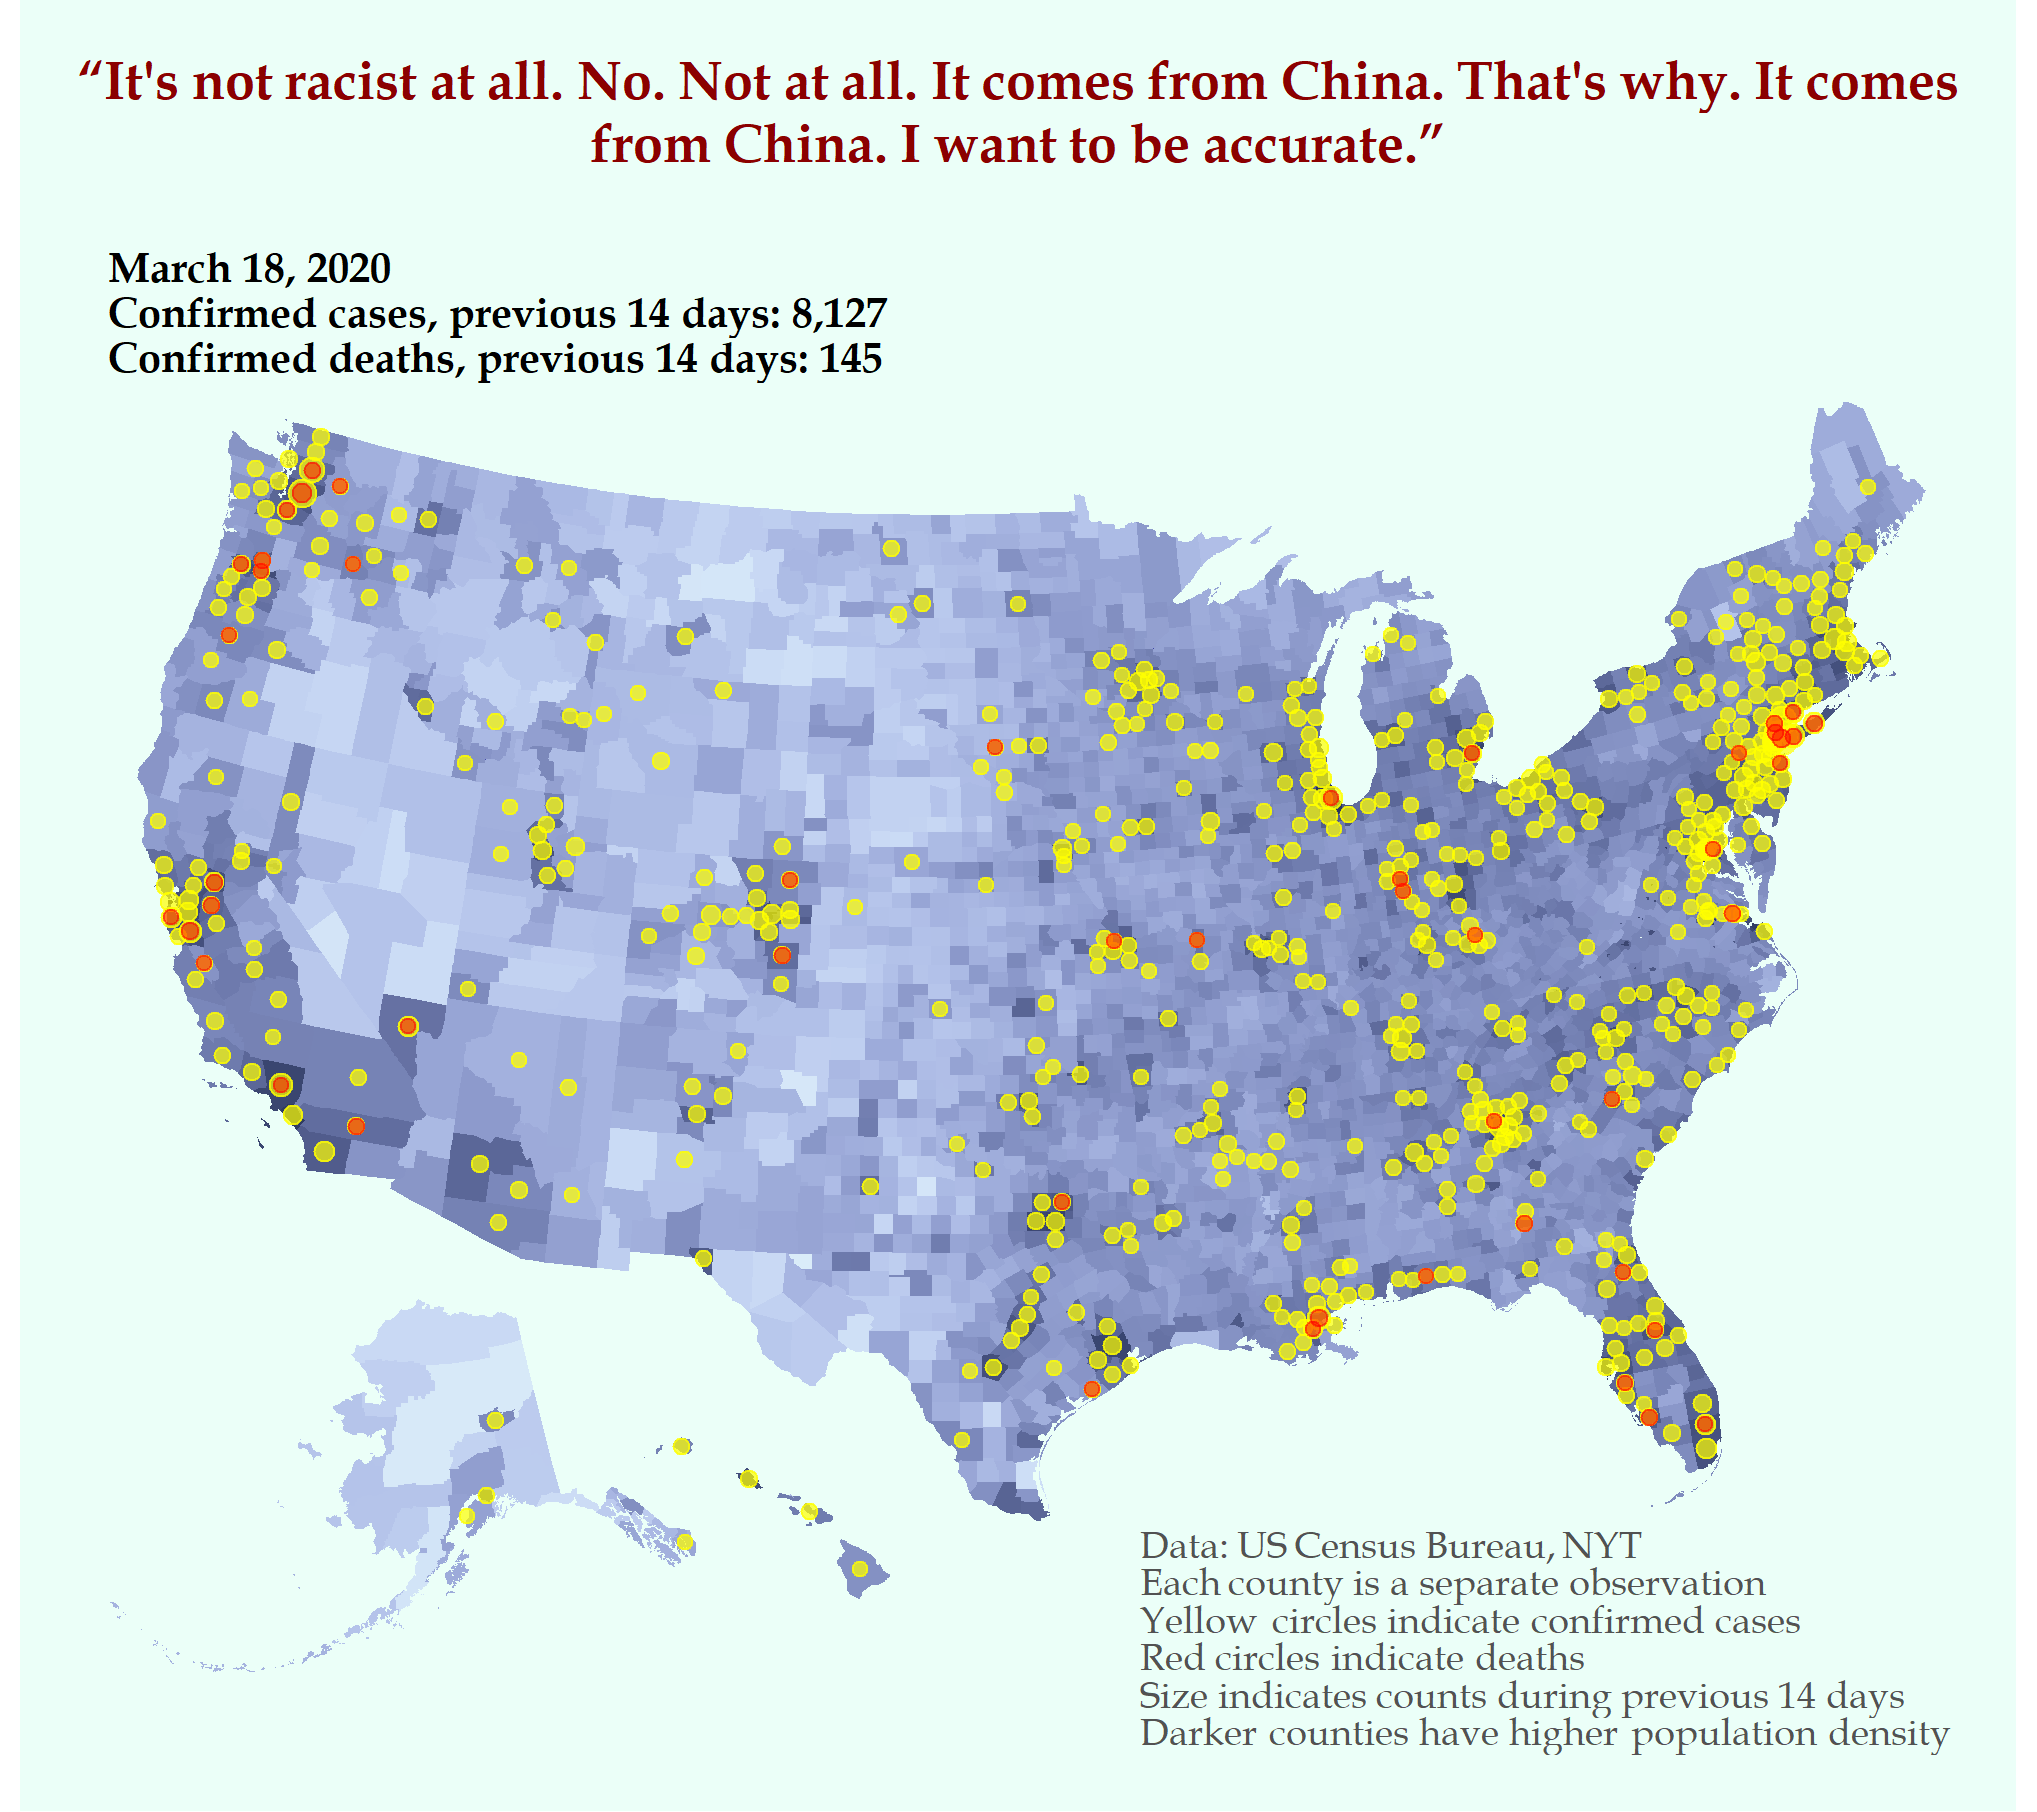 “It's not racist at all. No. Not at all. It comes from China. That's why. It comes
from China. I want to be accurate.”
March 18, 2020
Confirmed cases, previous 14 days: 8,127
Confirmed deaths, previous 14 days: 145
Data: US Census Bureau, NYT
Each county is a separate observation
Yellow circles indicate confirmed cases
Red circles indicate deaths
Size indicates counts during previous 14 days
Darker counties have higher population density